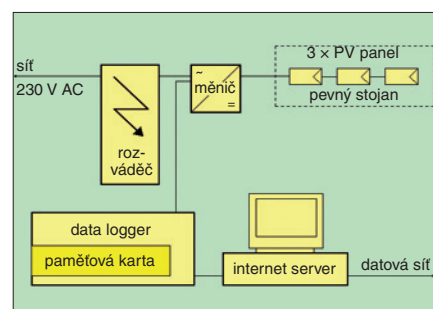 síť
230 V AC
roz-
váděč
~
měnič
=
3 × PV panel
pevný stojan
data logger
paměťová karta
internet server
datová síť